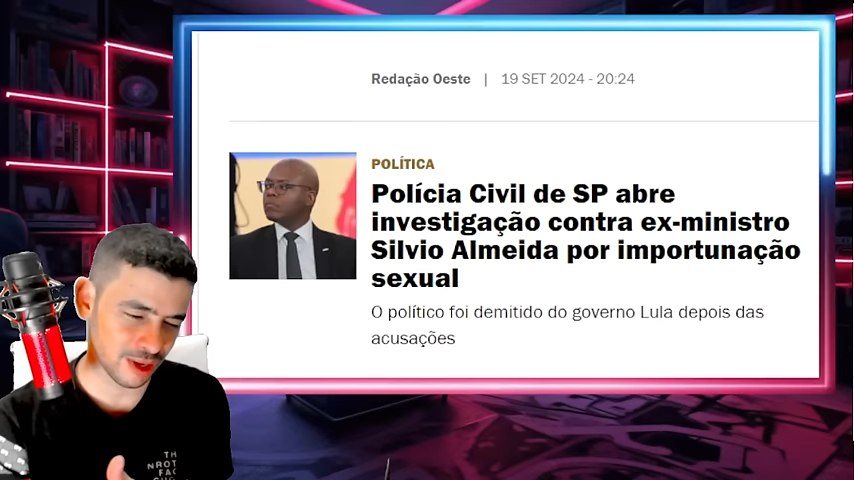 Redação Oeste | 19 SET 2024 - 20:24
POLÍTICA
Polícia Civil de SP abre
investigação contra ex-ministro
Silvio Almeida por importunação
sexual
O político foi demitido do governo Lula depois das
acusações